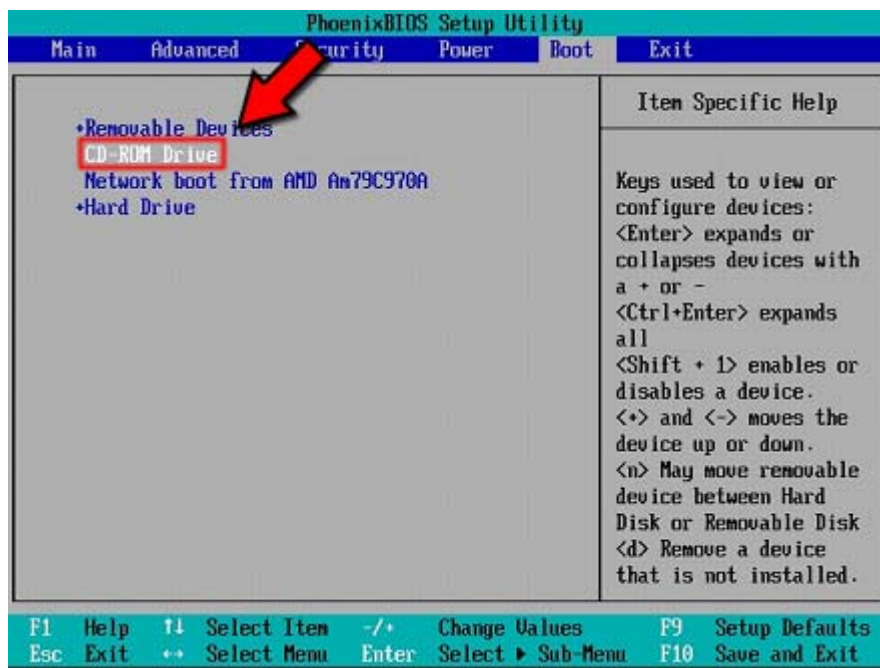 PhoenixBIOS Setup Utility
Main Advanced Security Power Boot Exit
+Removable Devices
CD-ROM Drive
Network boot from AMD Am79C970A
+Hard Drive
Item Specific Help
Keys used to view or
configure devices:
<Enter> expands or
collapses devices with
a + or -
<Ctrl+Enter> expands
all
<Shift + 1> enables or
disables a device.
<+> and <-> moves the
device up or down.
<n> May move removable
device between Hard
Disk or Removable Disk
<d> Remove a device
that is not installed.
F1 Help ↑↓ Select Item -/+ Change Values F9 Setup Defaults
Esc Exit ↔ Select Menu Enter Select ▶ Sub-Menu F10 Save and Exit